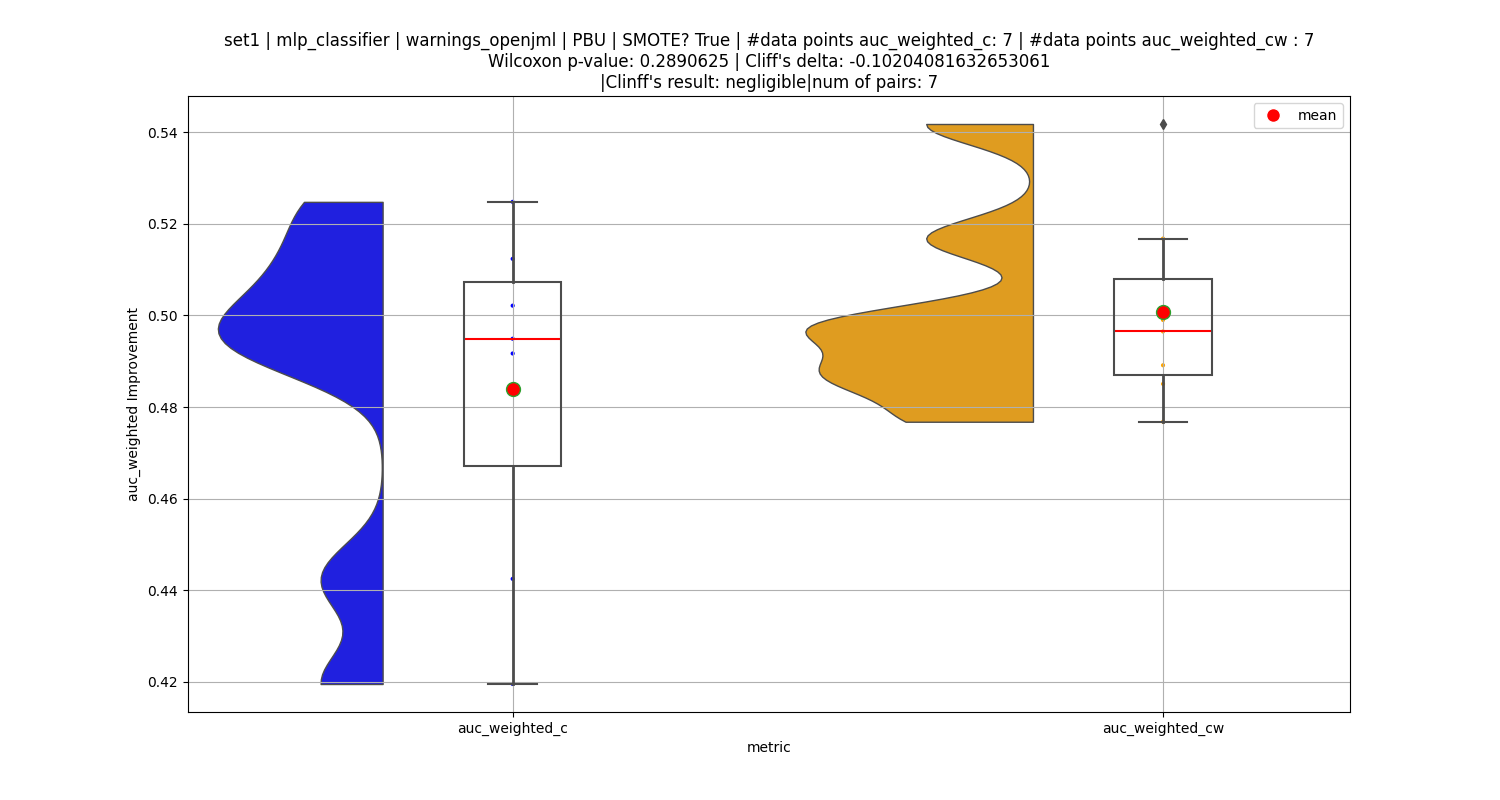 set1 | mlp_classifier | warnings_openjml | PBU | SMOTE? True | #data points auc_weighted_c: 7 | #data points auc_weighted_cw : 7
Wilcoxon p-value: 0.2890625 | Cliff's delta: -0.10204081632653061
|Clinff's result: negligible|num of pairs: 7
mean
0.54
0.52
0.50
0.48
0.46
0.44
0.42
auc_weighted Improvement
auc_weighted_c
auc_weighted_cw
metric